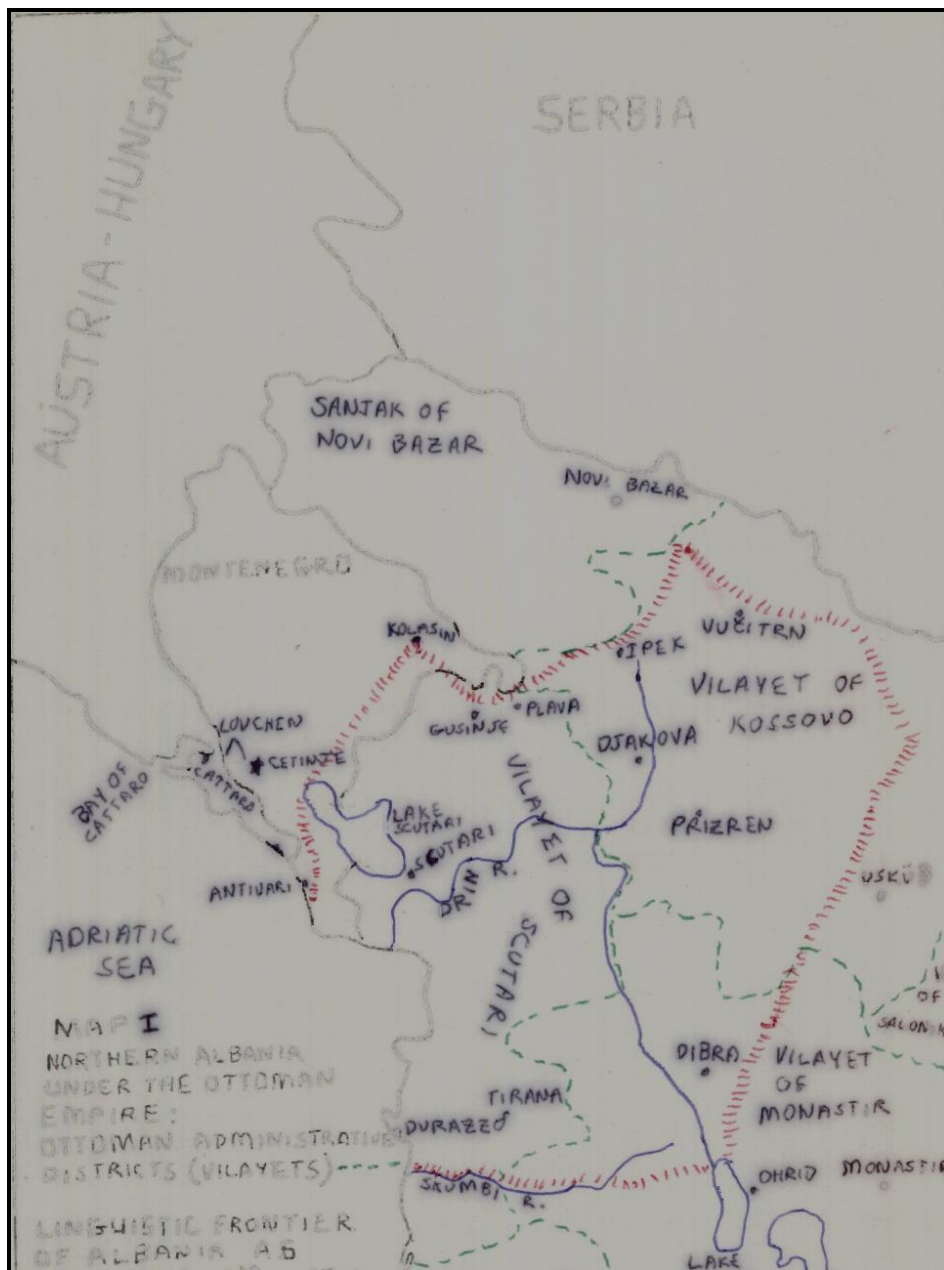 AUSTRIA-HUNGARY
SERBIA
SANJAK OF
NOVI BAZAR
NOVI BAZAR
MONTENEGRO
KOLASIN
VUČITRN
IPEK
VILAYET OF
KOSSOVO
PLAVA
GUSINJE
LOVCHEN
CETINJE
CATTARO
BAY OF
CATTARO
DJAKOVA
VILAYET OF
SCUTARI
LAKE
SCUTARI
SCUTARI
DRIN R.
PRIZREN
ANTIVARI
USKÜB
ADRIATIC
SEA
OF
MAP I
NORTHERN ALBANIA
UNDER THE OTTOMAN
EMPIRE:
OTTOMAN ADMINISTRATIVE
DISTRICTS (VILAYETS)
DIBRA
VILAYET
OF
MONASTIR
TIRANA
DURAZZO
SKUMBI R.
OHRID
MONASTIR
LINGUISTIC FRONTIER
OF ALBANIA AS
LAKE